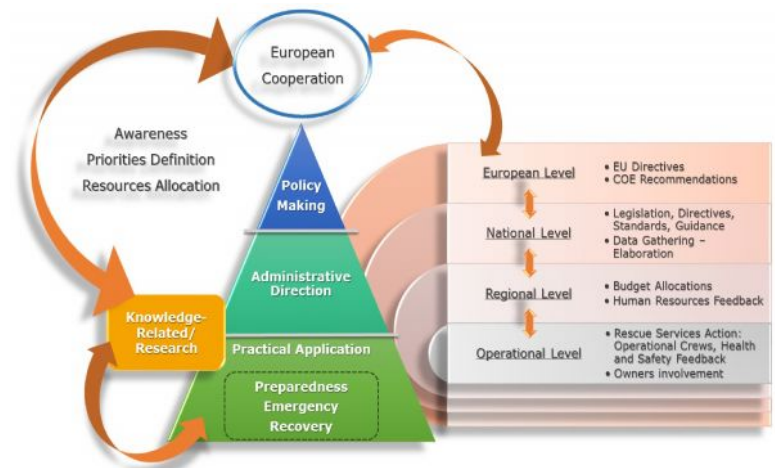 European
Cooperation
Awareness
Priorities Definition
Resources Allocation
Policy
Making
Administrative
Direction
Knowledge-
Related/
Research
Practical Application
Preparedness
Emergency
Recovery
European Level
• EU Directives
• COE Recommendations
National Level
• Legislation, Directives,
Standards, Guidance
• Data Gathering –
Elaboration
Regional Level
• Budget Allocations
• Human Resources Feedback
Operational Level
• Rescue Services Action:
Operational Crews, Health
and Safety Feedback
• Owners involvement